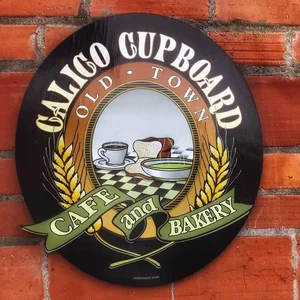 CALICO CUPBOARD
OLD · TOWN
CAFE and BAKERY